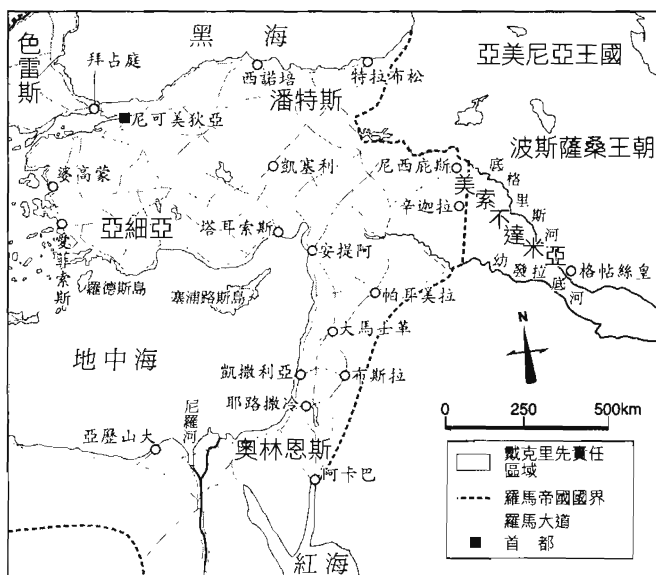 黑海
色雷斯
拜占庭
西諾培
特拉布松
亞美尼亞王國
潘特斯
尼可美狄亞
波斯薩桑王朝
凱塞利
尼西庇斯
底格里斯河
美索不達米亞
婆高蒙
辛迦拉
亞細亞
塔耳索斯
愛菲索斯
安提阿
幼發拉底河
格帖絲皇
羅德斯島
塞浦路斯島
帕耳美拉
大馬士革
N
地中海
凱撒利亞
布斯拉
耶路撒冷
尼羅河
0 250 500km
亞歷山大
奧林恩斯
阿卡巴
戴克里先責任
區域
羅馬帝國國界
羅馬大道
首都
紅海